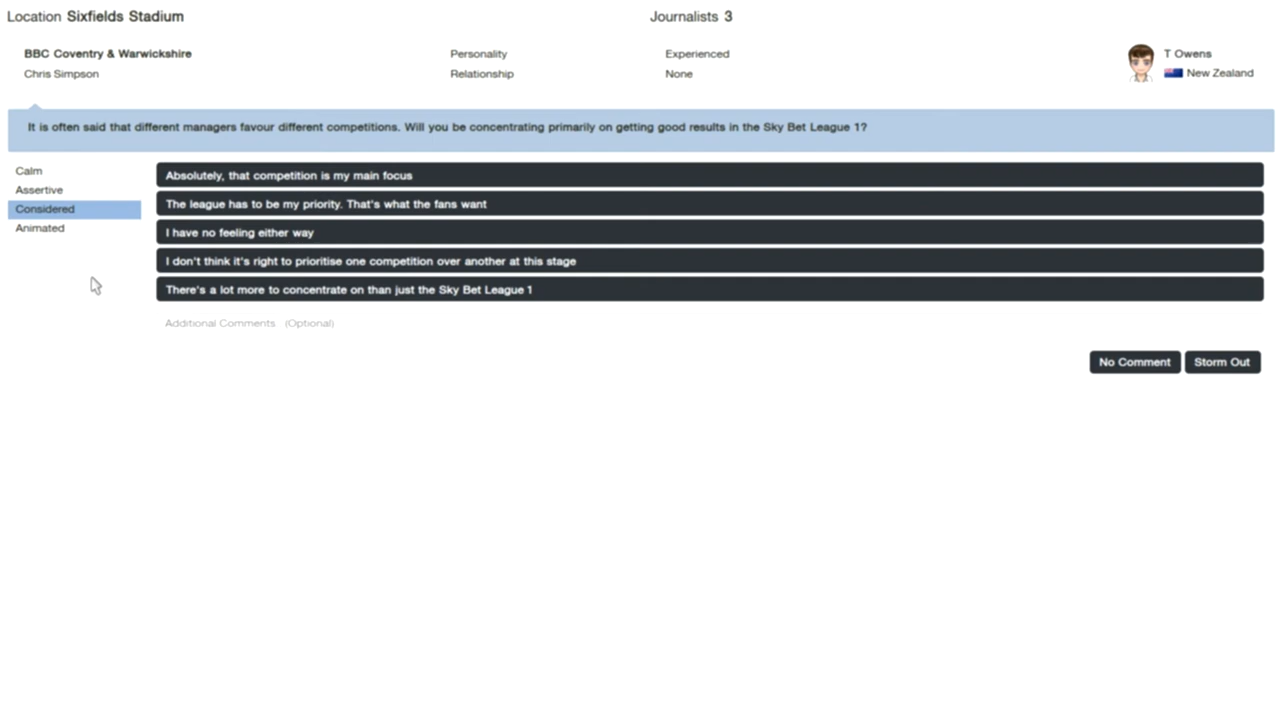 Location Sixfields Stadium Journalists 3
BBC Coventry & Warwickshire Personality Experienced T Owens
Chris Simpson Relationship None New Zealand
It is often said that different managers favour different competitions. Will you be concentrating primarily on getting good results in the Sky Bet League 1?
Calm
Assertive
Considered
Animated
Absolutely, that competition is my main focus
The league has to be my priority. That's what the fans want
I have no feeling either way
I don't think it's right to prioritise one competition over another at this stage
There's a lot more to concentrate on than just the Sky Bet League 1
Additional Comments (Optional)
No Comment Storm Out